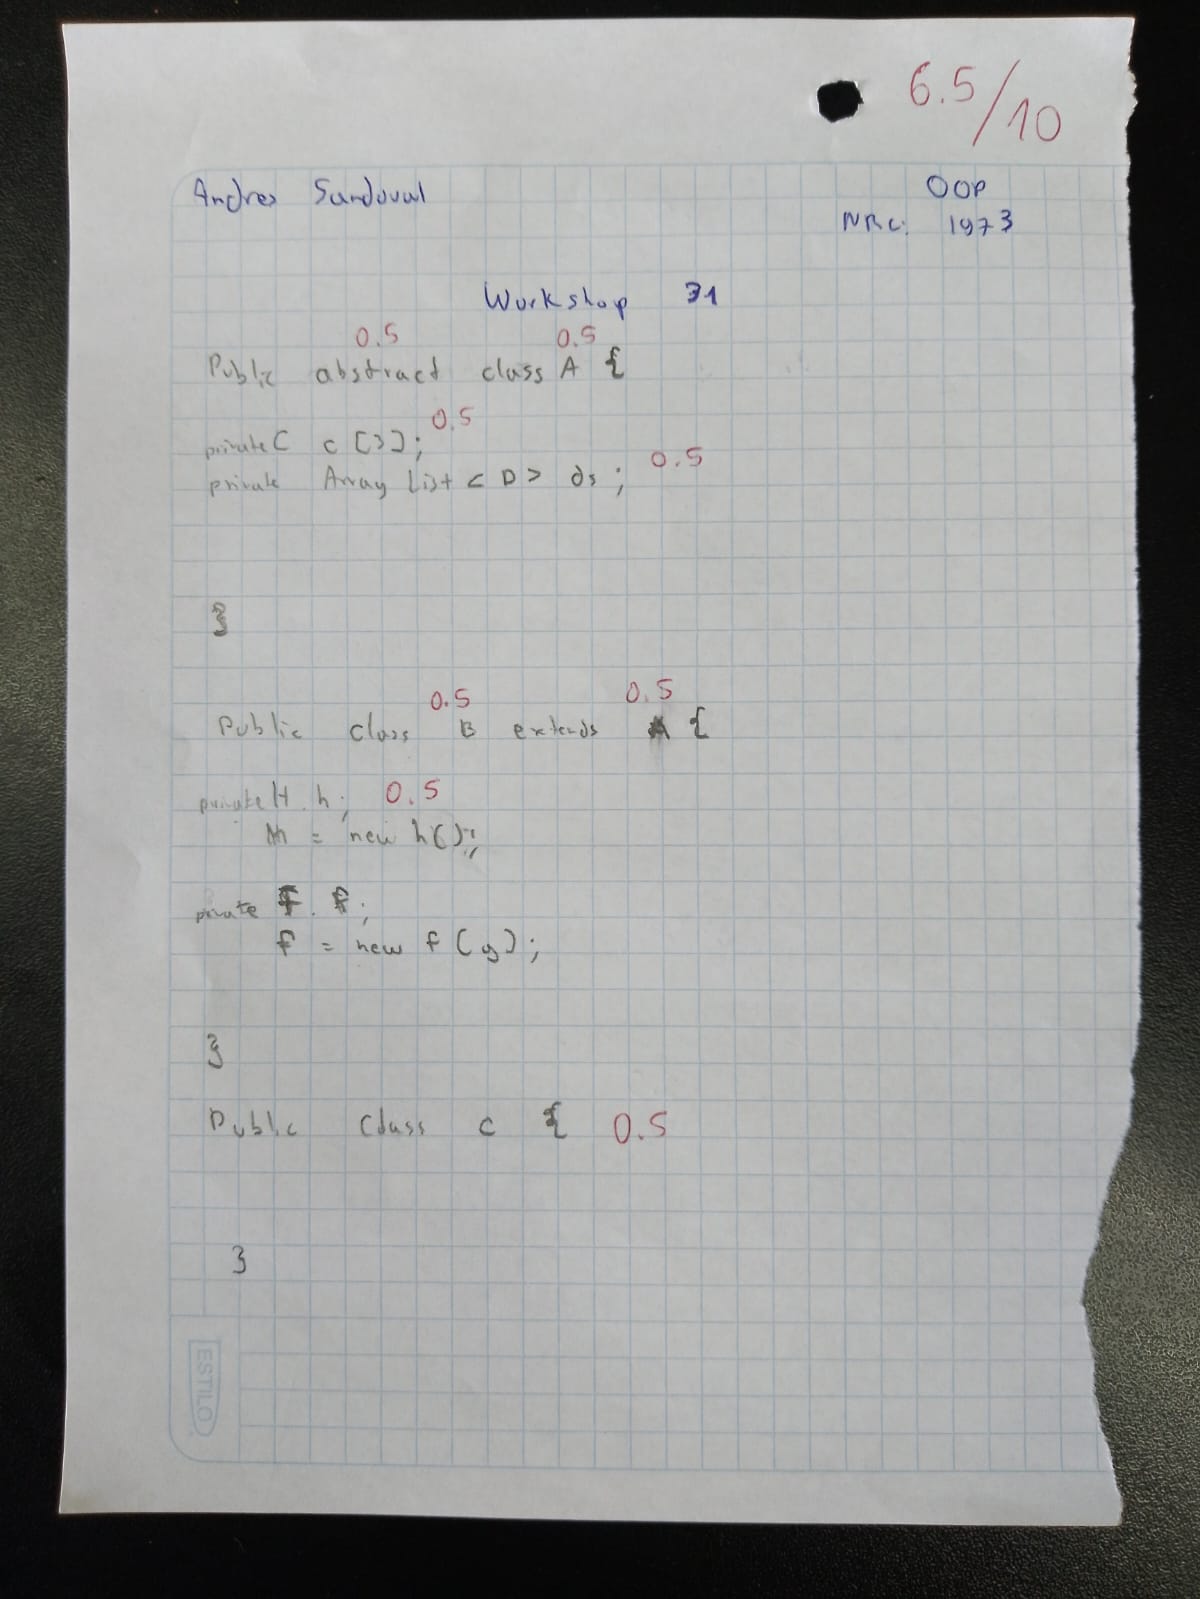 6.5/10
Andres Sandoval OOP
NRC: 1973
Workshop 31
0.5 0.5
Public abstract class A {
0.5
private C c [3];
0.5
private Array List < D > ds ;
}
0.5 0.5
Public class B extends A {
private H h; 0.5
h = new h();
private f f;
f = new f (g);
}
Public Class c { 0.5
}
ESTILO